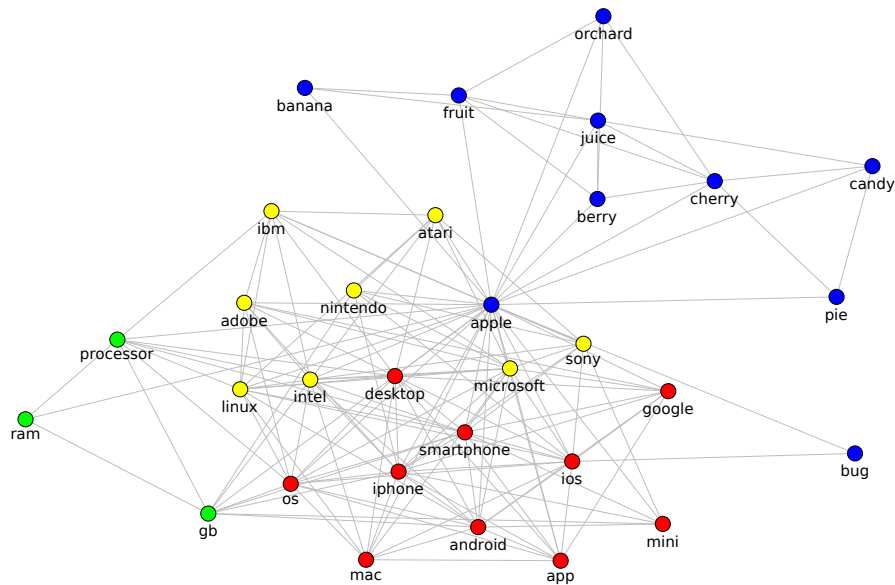 orchard
banana
fruit
juice
candy
cherry
berry
ibm
atari
nintendo
adobe
apple
pie
processor
sony
microsoft
desktop
intel
linux
google
ram
smartphone
bug
ios
iphone
os
gb
android
mini
mac
app